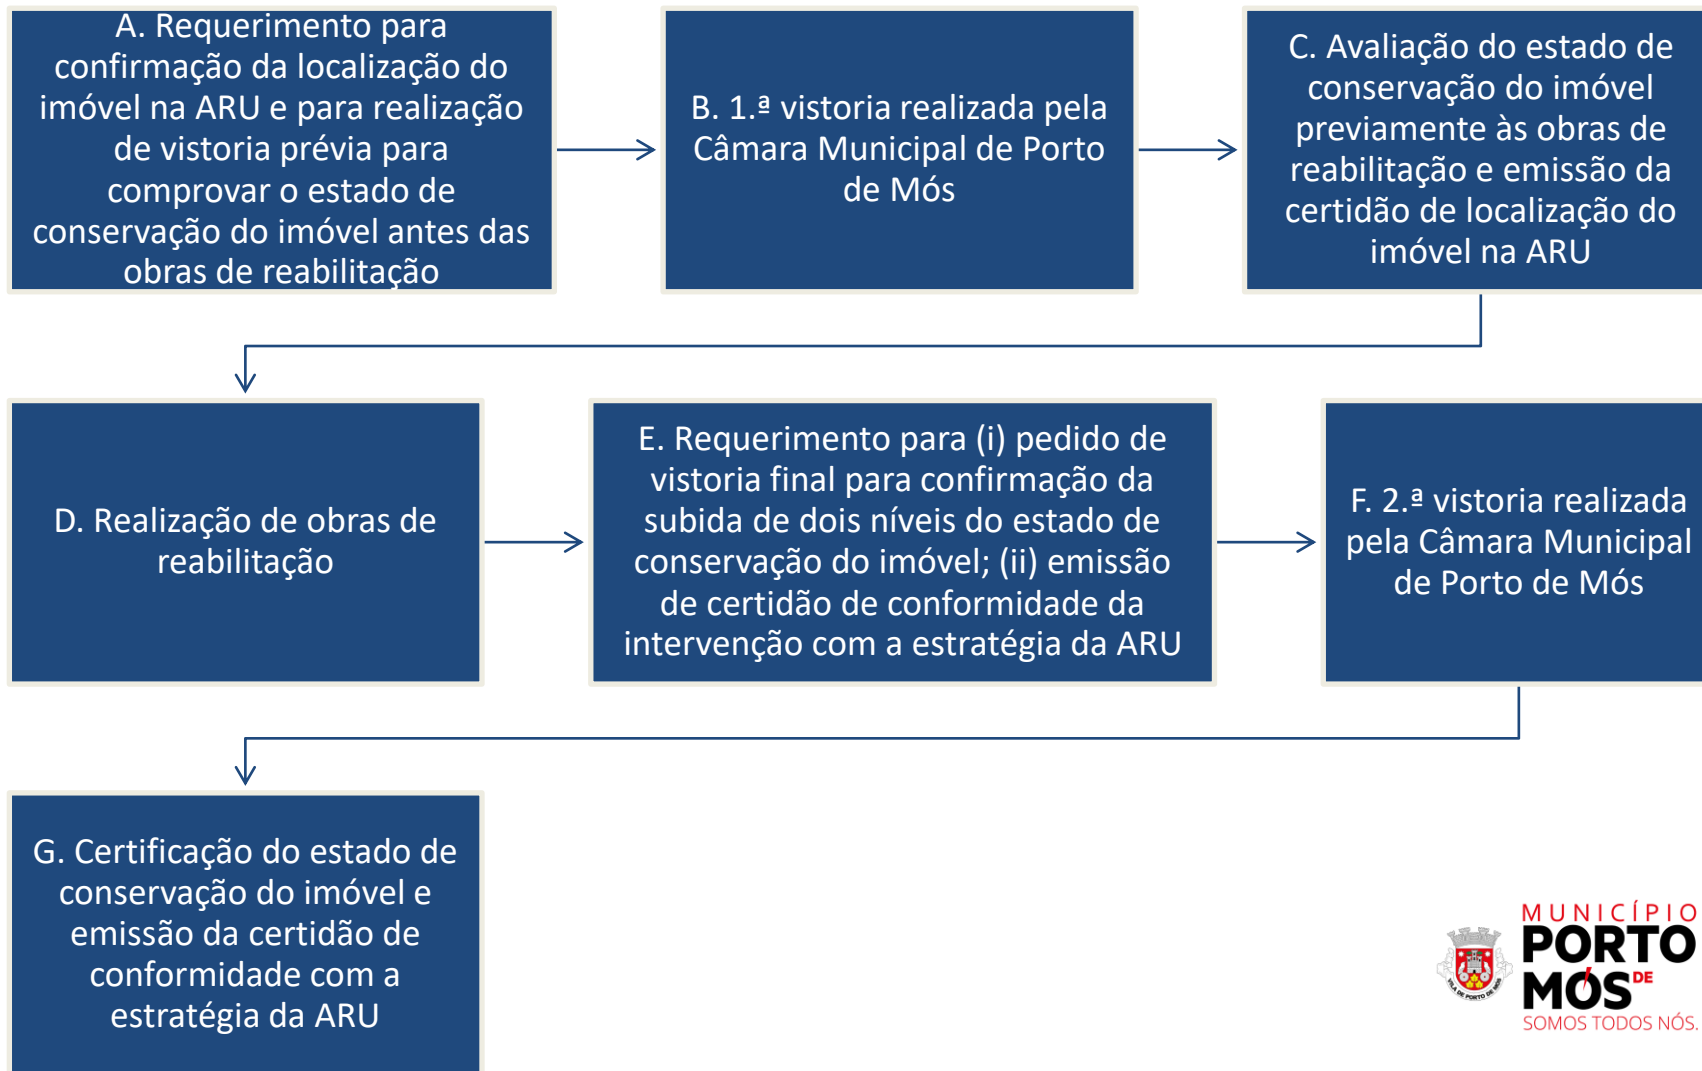 A. Requerimento para
confirmação da localização do
imóvel na ARU e para realização
de vistoria prévia para
comprovar o estado de
conservação do imóvel antes das
obras de reabilitação
B. 1.ª vistoria realizada pela
Câmara Municipal de Porto
de Mós
C. Avaliação do estado de
conservação do imóvel
previamente às obras de
reabilitação e emissão da
certidão de localização do
imóvel na ARU
D. Realização de obras de
reabilitação
E. Requerimento para (i) pedido de
vistoria final para confirmação da
subida de dois níveis do estado de
conservação do imóvel; (ii) emissão
de certidão de conformidade da
intervenção com a estratégia da ARU
F. 2.ª vistoria realizada
pela Câmara Municipal
de Porto de Mós
G. Certificação do estado de
conservação do imóvel e
emissão da certidão de
conformidade com a
estratégia da ARU
VILA DE PORTO DE MÓS
MUNICÍPIO
PORTO
DE
MÓS
SOMOS TODOS NÓS.